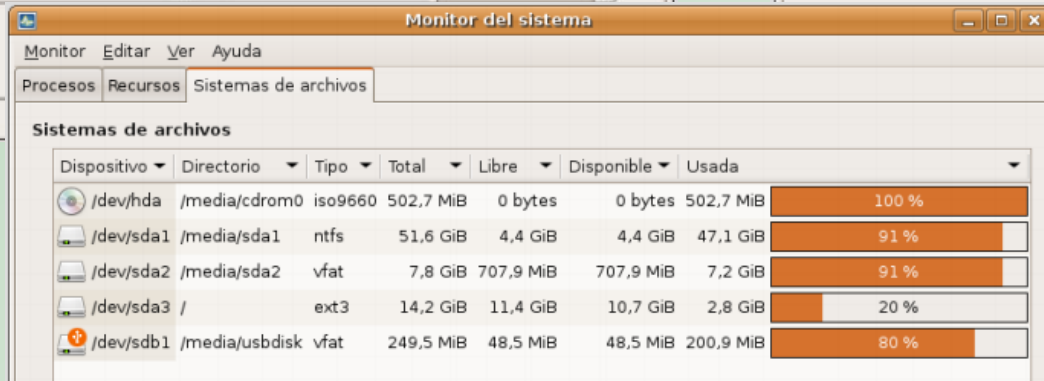 Monitor del sistema
Monitor Editar Ver Ayuda
Procesos Recursos Sistemas de archivos
Sistemas de archivos
Dispositivo Directorio Tipo Total Libre Disponible Usada
/dev/hda /media/cdrom0 iso9660 502,7 MiB 0 bytes 0 bytes 502,7 MiB 100 %
/dev/sda1 /media/sda1 ntfs 51,6 GiB 4,4 GiB 4,4 GiB 47,1 GiB 91 %
/dev/sda2 /media/sda2 vfat 7,8 GiB 707,9 MiB 707,9 MiB 7,2 GiB 91 %
/dev/sda3 / ext3 14,2 GiB 11,4 GiB 10,7 GiB 2,8 GiB 20 %
/dev/sdb1 /media/usbdisk vfat 249,5 MiB 48,5 MiB 48,5 MiB 200,9 MiB 80 %